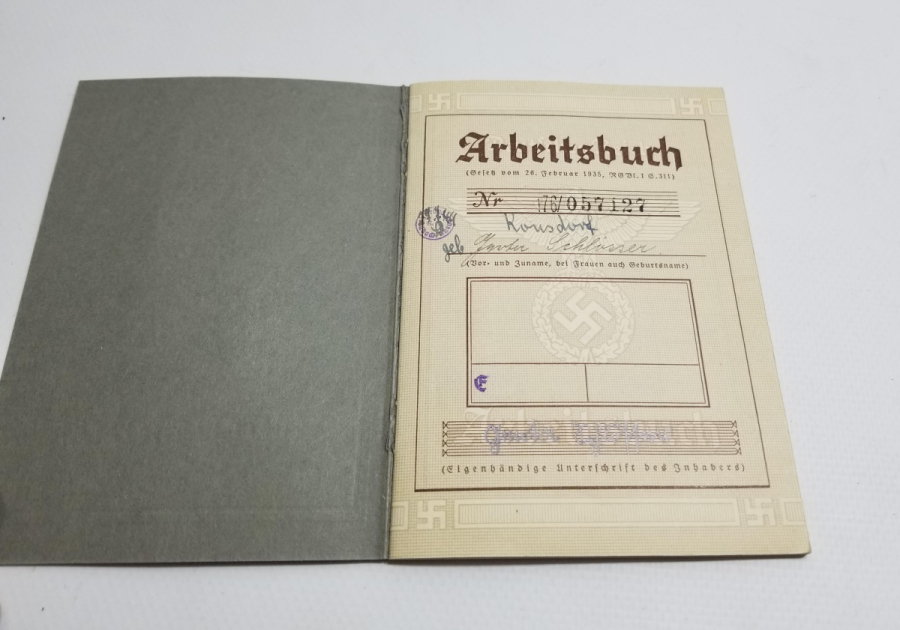 Arbeitsbuch
(Gesetz vom 26. Februar 1935, RGBl. I S. 311)
Nr 176/057127
Ronsdorf
geb Schlösser
(Vor- und Zuname, bei Frauen auch Geburtsname)
E
(Eigenhändige Unterschrift des Inhabers)